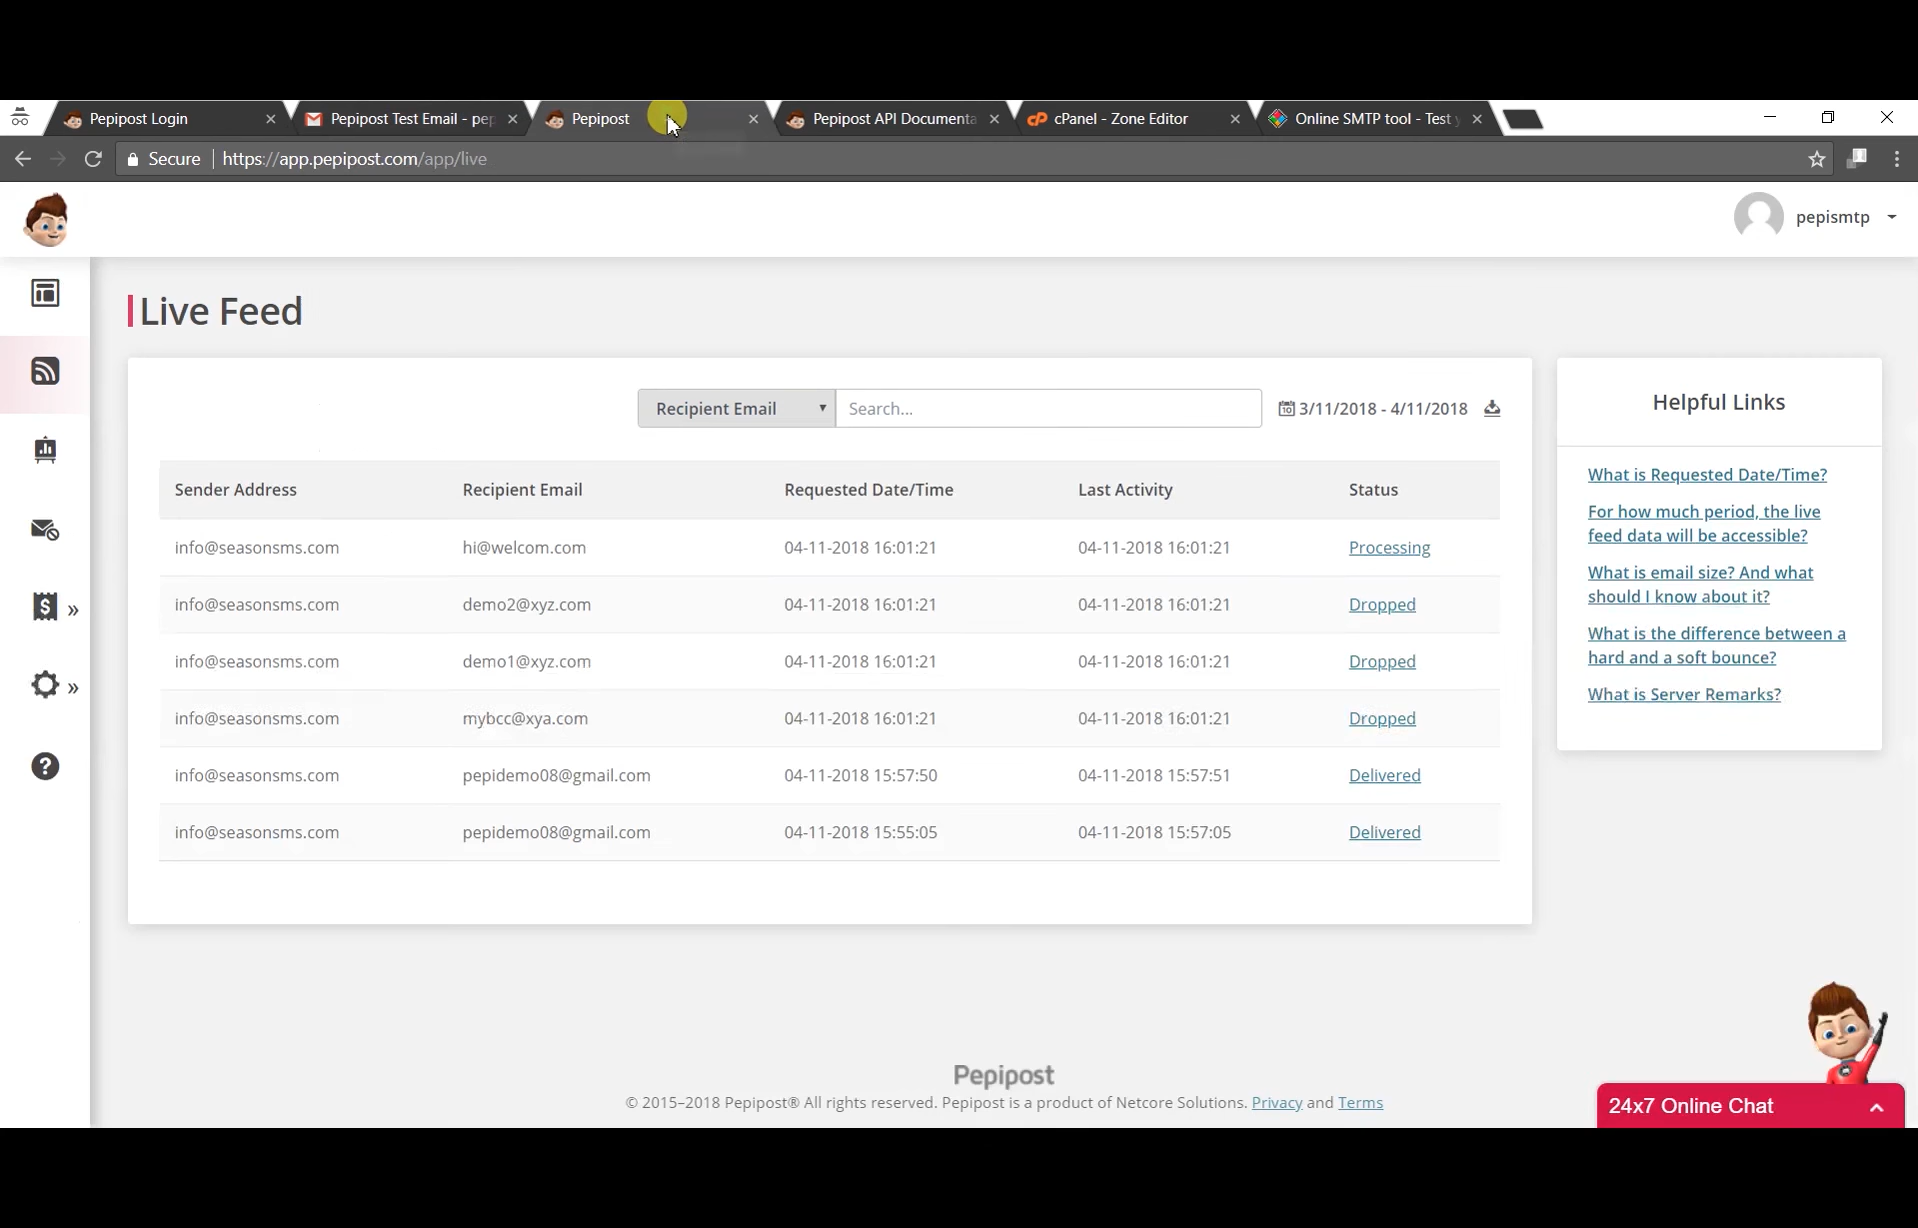 Pepipost Login
Pepipost Test Email - pep
Pepipost
Pepipost API Documenta
cPanel - Zone Editor
Online SMTP tool - Test y
Secure
https://app.pepipost.com/app/live
pepismtp
Live Feed
Recipient Email
Search...
3/11/2018 - 4/11/2018
Sender Address Recipient Email Requested Date/Time Last Activity Status
info@seasonsms.com hi@welcom.com 04-11-2018 16:01:21 04-11-2018 16:01:21 Processing
info@seasonsms.com demo2@xyz.com 04-11-2018 16:01:21 04-11-2018 16:01:21 Dropped
info@seasonsms.com demo1@xyz.com 04-11-2018 16:01:21 04-11-2018 16:01:21 Dropped
info@seasonsms.com mybcc@xya.com 04-11-2018 16:01:21 04-11-2018 16:01:21 Dropped
info@seasonsms.com pepidemo08@gmail.com 04-11-2018 15:57:50 04-11-2018 15:57:51 Delivered
info@seasonsms.com pepidemo08@gmail.com 04-11-2018 15:55:05 04-11-2018 15:57:05 Delivered
Helpful Links
What is Requested Date/Time?
For how much period, the live
feed data will be accessible?
What is email size? And what
should I know about it?
What is the difference between a
hard and a soft bounce?
What is Server Remarks?
Pepipost
© 2015–2018 Pepipost® All rights reserved. Pepipost is a product of Netcore Solutions. Privacy and Terms
24x7 Online Chat